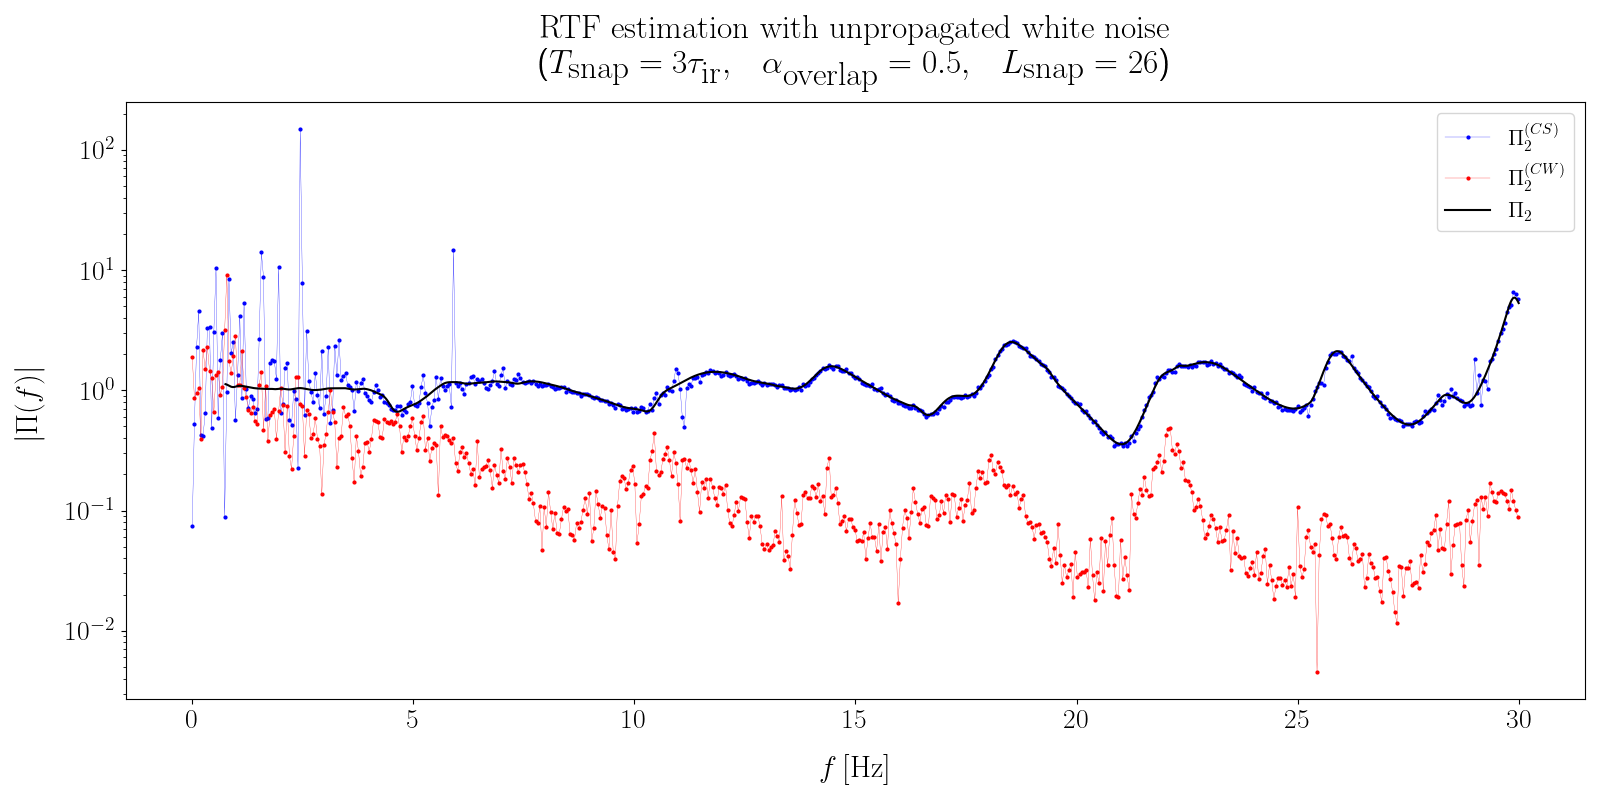 RTF estimation with unpropagated white noise
(T_snap = 3τ_ir, α_overlap = 0.5, L_snap = 26)
Π_2^(CS)
Π_2^(CW)
Π_2
|Π(f)|
10^2
10^1
10^0
10^−1
10^−2
0 5 10 15 20 25 30
f [Hz]